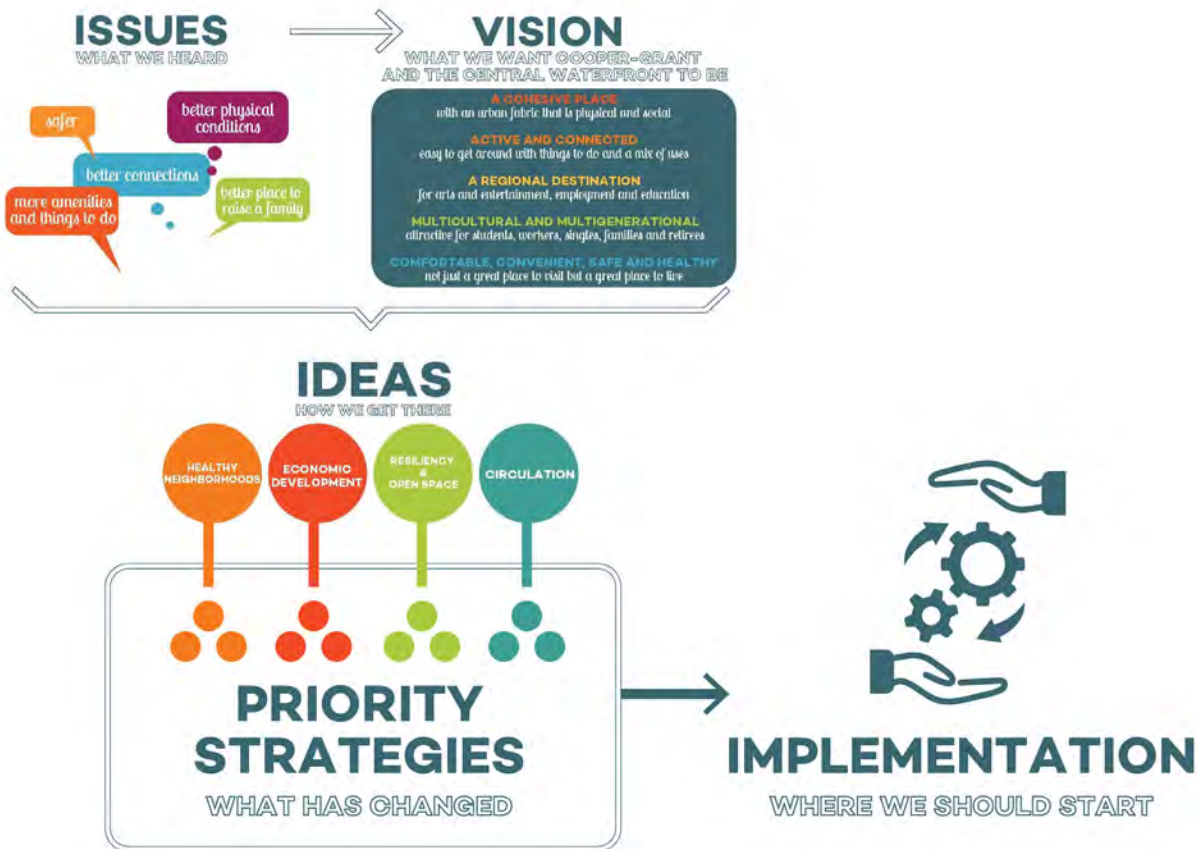 ISSUES
WHAT WE HEARD
VISION
WHAT WE WANT COOPER-GRANT
AND THE CENTRAL WATERFRONT TO BE
safer
better physical
conditions
better connections
more amenities
and things to do
better place to
raise a family
A COHESIVE PLACE
with an urban fabric that is physical and social
ACTIVE AND CONNECTED
easy to get around with things to do and a mix of uses
A REGIONAL DESTINATION
for arts and entertainment, employment and education
MULTICULTURAL AND MULTIGENERATIONAL
attractive for students, workers, singles, families and retirees
COMFORTABLE, CONVENIENT, SAFE AND HEALTHY
not just a great place to visit but a great place to live
IDEAS
HOW WE GET THERE
HEALTHY
NEIGHBORHOODS
ECONOMIC
DEVELOPMENT
RESILIENCY
&
OPEN SPACE
CIRCULATION
PRIORITY
STRATEGIES
WHAT HAS CHANGED
IMPLEMENTATION
WHERE WE SHOULD START